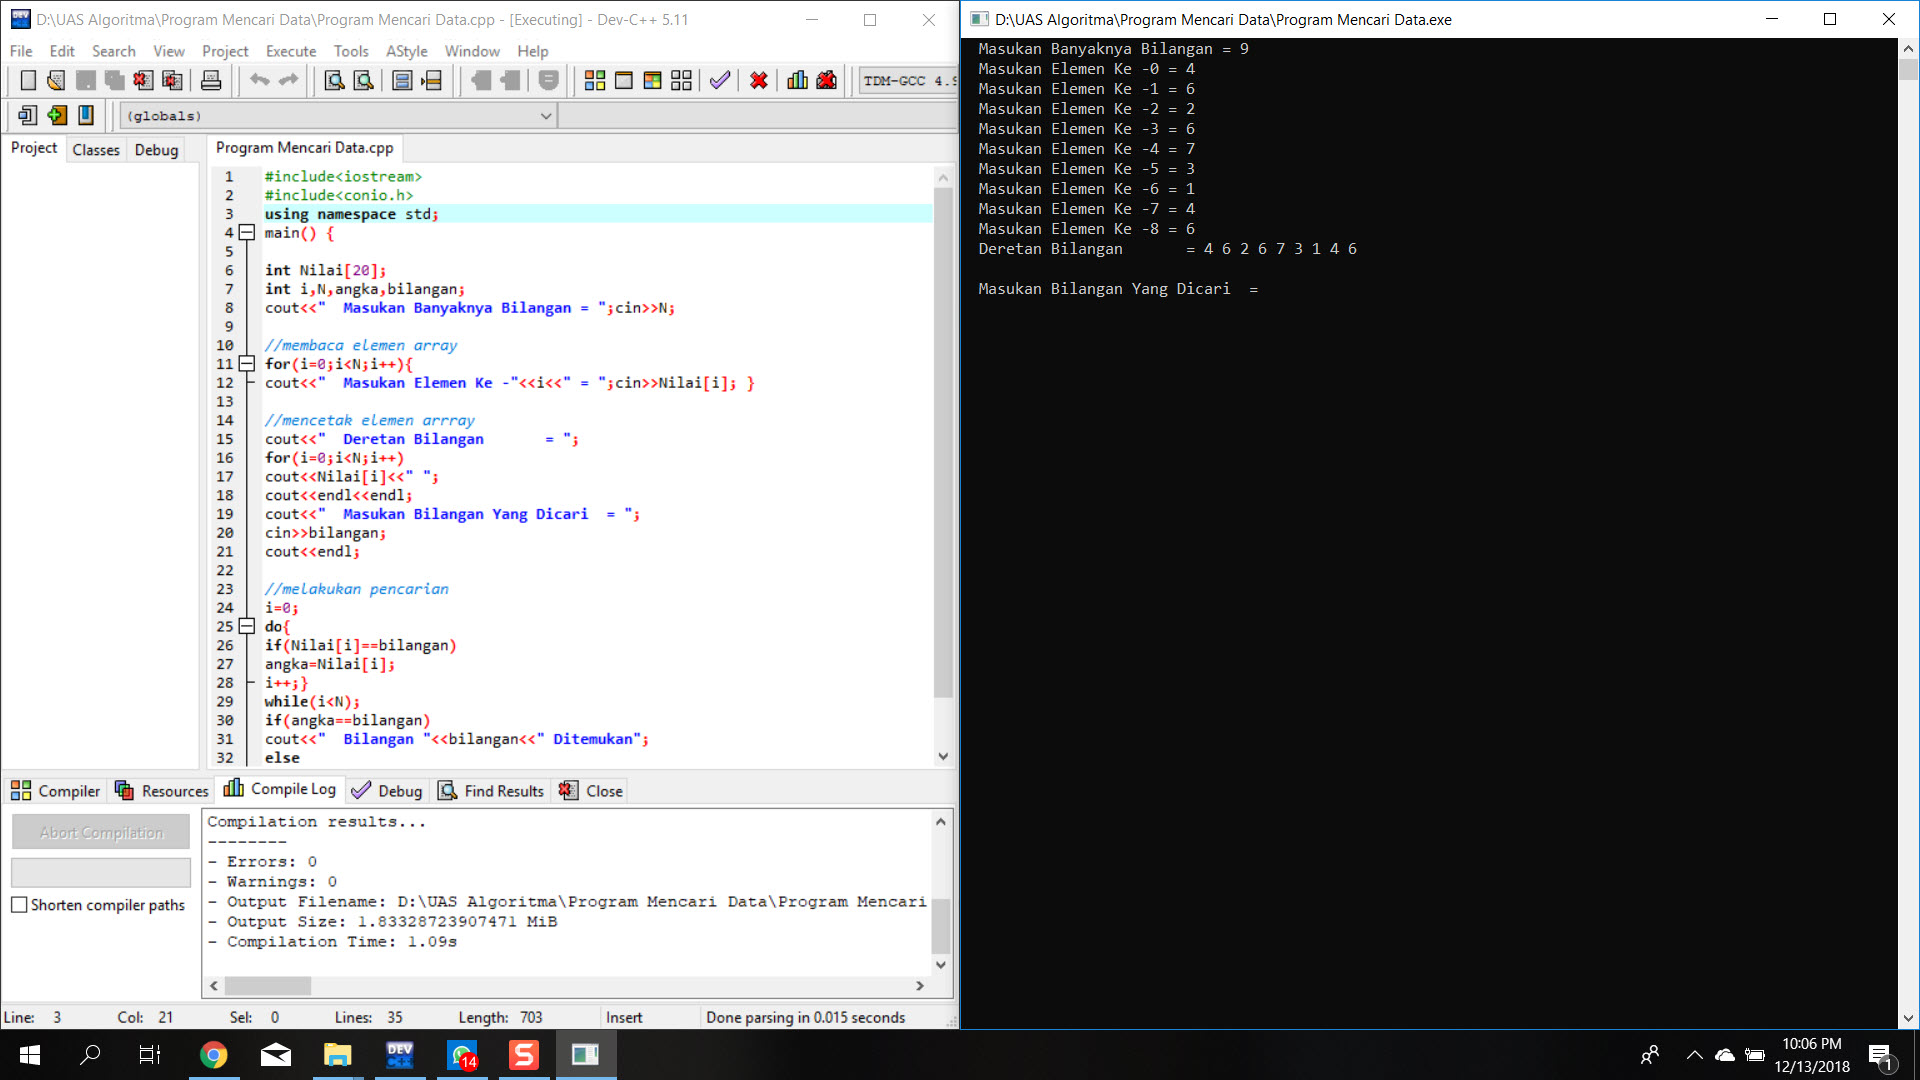 D:\UAS Algoritma\Program Mencari Data\Program Mencari Data.cpp - [Executing] - Dev-C++ 5.11
File Edit Search View Project Execute Tools AStyle Window Help
TDM-GCC 4.9
(globals)
Project Classes Debug
Program Mencari Data.cpp
1 #include<iostream>
2 #include<conio.h>
3 using namespace std;
4 main() {
5
6 int Nilai[20];
7 int i,N,angka,bilangan;
8 cout<<"  Masukan Banyaknya Bilangan = ";cin>>N;
9
10 //membaca elemen array
11 for(i=0;i<N;i++){
12 cout<<"  Masukan Elemen Ke -"<<i<<" = ";cin>>Nilai[i]; }
13
14 //mencetak elemen arrray
15 cout<<"  Deretan Bilangan       = ";
16 for(i=0;i<N;i++)
17 cout<<Nilai[i]<<" ";
18 cout<<endl<<endl;
19 cout<<"  Masukan Bilangan Yang Dicari  = ";
20 cin>>bilangan;
21 cout<<endl;
22
23 //melakukan pencarian
24 i=0;
25 do{
26 if(Nilai[i]==bilangan)
27 angka=Nilai[i];
28 i++;}
29 while(i<N);
30 if(angka==bilangan)
31 cout<<"  Bilangan "<<bilangan<<" Ditemukan";
32 else
Compiler Resources Compile Log Debug Find Results Close
Abort Compilation
Shorten compiler paths
Compilation results...
--------
- Errors: 0
- Warnings: 0
- Output Filename: D:\UAS Algoritma\Program Mencari Data\Program Mencari
- Output Size: 1.83328723907471 MiB
- Compilation Time: 1.09s
Line: 3 Col: 21 Sel: 0 Lines: 35 Length: 703 Insert Done parsing in 0.015 seconds
D:\UAS Algoritma\Program Mencari Data\Program Mencari Data.exe
Masukan Banyaknya Bilangan = 9
Masukan Elemen Ke -0 = 4
Masukan Elemen Ke -1 = 6
Masukan Elemen Ke -2 = 2
Masukan Elemen Ke -3 = 6
Masukan Elemen Ke -4 = 7
Masukan Elemen Ke -5 = 3
Masukan Elemen Ke -6 = 1
Masukan Elemen Ke -7 = 4
Masukan Elemen Ke -8 = 6
Deretan Bilangan       = 4 6 2 6 7 3 1 4 6
Masukan Bilangan Yang Dicari  =
DEV C++
14
S
10:06 PM
12/13/2018
1